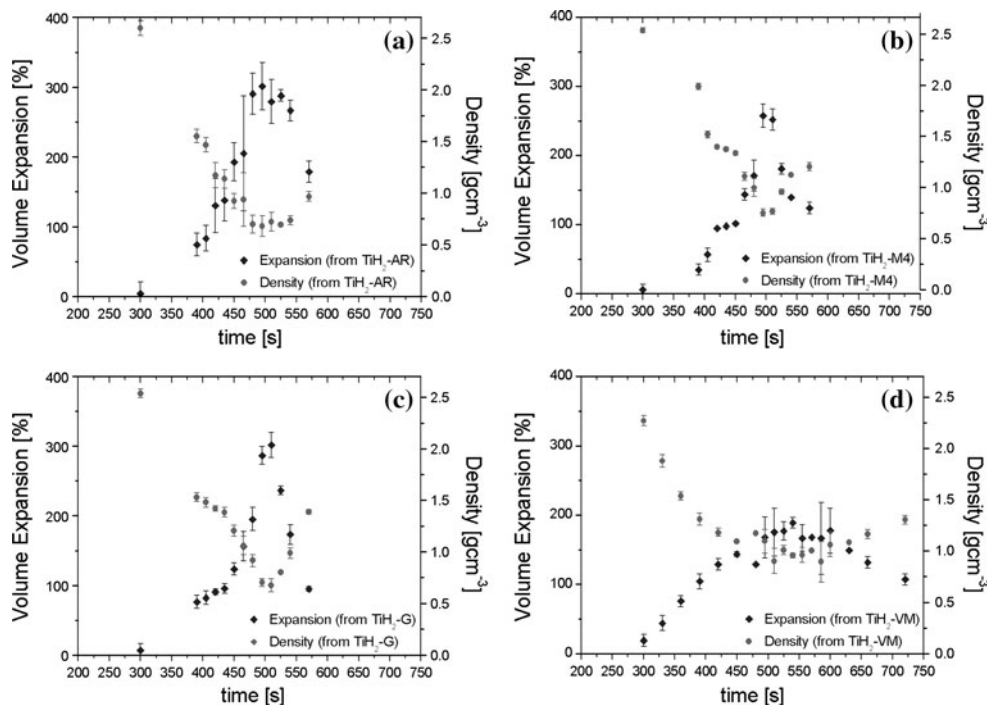 (a)
Volume Expansion [%]
400
300
200
100
0
2.5
2.0
1.5
1.0
0.5
0.0
Density [gcm⁻³]
Expansion (from TiH₂-AR)
Density (from TiH₂-AR)
200 250 300 350 400 450 500 550 600 650 700 750
time [s]
(b)
Volume Expansion [%]
400
350
300
250
200
150
100
50
0
2.5
2.0
1.5
1.0
0.5
0.0
Density [gcm⁻³]
Expansion (from TiH₂-M4)
Density (from TiH₂-M4)
200 250 300 350 400 450 500 550 600 650 700 750
time [s]
(c)
Volume Expansion [%]
400
300
200
100
0
2.5
2.0
1.5
1.0
0.5
0.0
Density [gcm⁻³]
Expansion (from TiH₂-G)
Density (from TiH₂-G)
200 250 300 350 400 450 500 550 600 650 700 750
time [s]
(d)
Volume Expansion [%]
400
300
200
100
0
2.5
2.0
1.5
1.0
0.5
0.0
Density [gcm⁻³]
Expansion (from TiH₂-VM)
Density (from TiH₂-VM)
200 250 300 350 400 450 500 550 600 650 700 750
time [s]